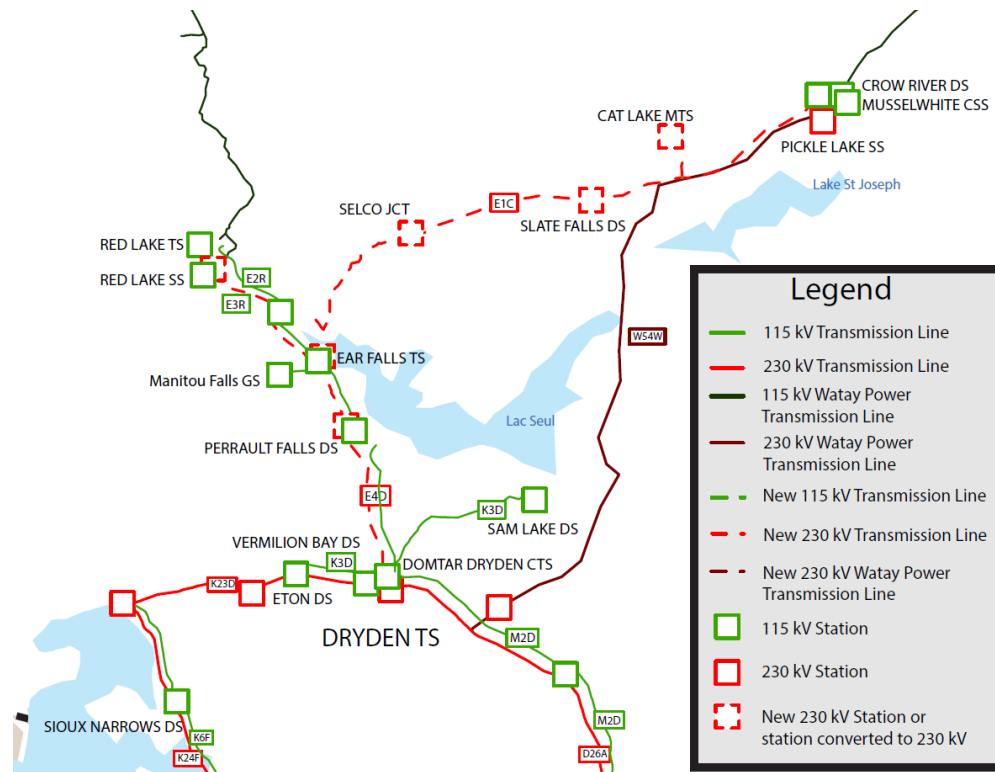 CROW RIVER DS
MUSSELWHITE CSS
CAT LAKE MTS
PICKLE LAKE SS
Lake St Joseph
SELCO JCT
E1C
SLATE FALLS DS
RED LAKE TS
RED LAKE SS
E2R
E3R
EAR FALLS TS
Manitou Falls GS
W54W
Lac Seul
PERRAULT FALLS DS
E4D
K3D
SAM LAKE DS
VERMILION BAY DS
K3D
DOMTAR DRYDEN CTS
K23D
ETON DS
DRYDEN TS
M2D
SIOUX NARROWS DS
K6F
K24F
M2D
D26A
Legend
115 kV Transmission Line
230 kV Transmission Line
115 kV Watay Power
Transmission Line
230 kV Watay Power
Transmission Line
New 115 kV Transmission Line
New 230 kV Transmission Line
New 230 kV Watay Power
Transmission Line
115 kV Station
230 kV Station
New 230 kV Station or
station converted to 230 kV